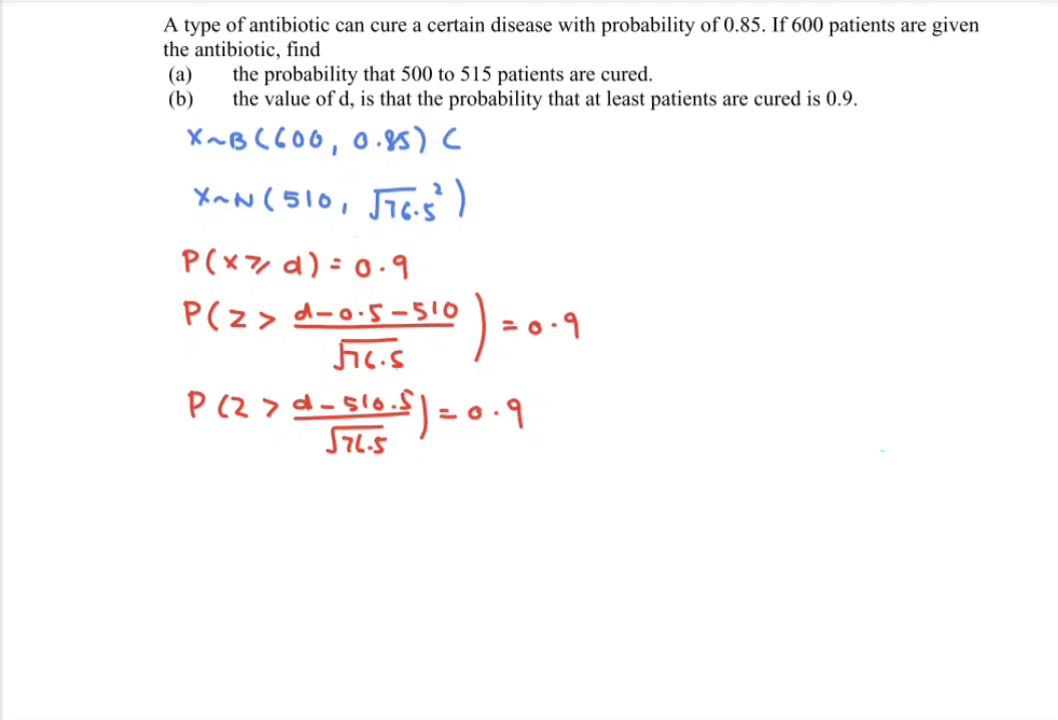 A type of antibiotic can cure a certain disease with probability of 0.85. If 600 patients are given
the antibiotic, find
(a) the probability that 500 to 515 patients are cured.
(b) the value of d, is that the probability that at least patients are cured is 0.9.
X~B(600, 0.85) C
X~N(510, √76.5²)
P(X ≥ d) = 0.9
P(Z > (d-0.5-510)/√76.5) = 0.9
P(Z > (d-510.5)/√76.5) = 0.9